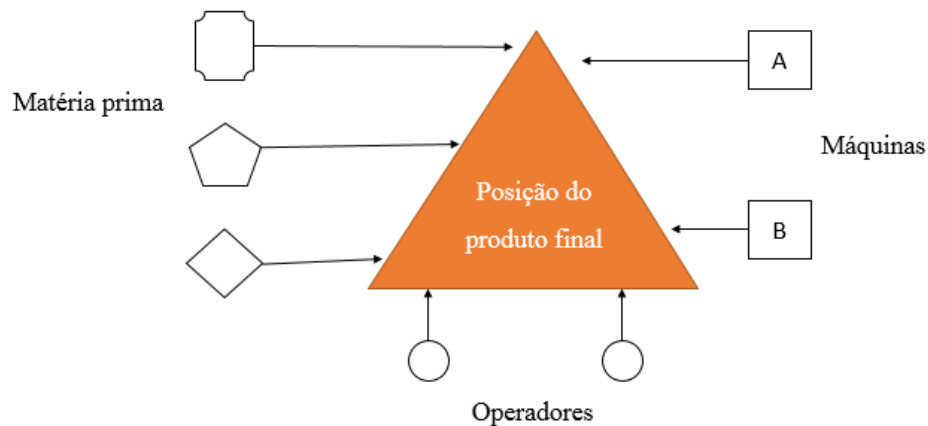 A
Matéria prima
Máquinas
Posição do
produto final
B
Operadores